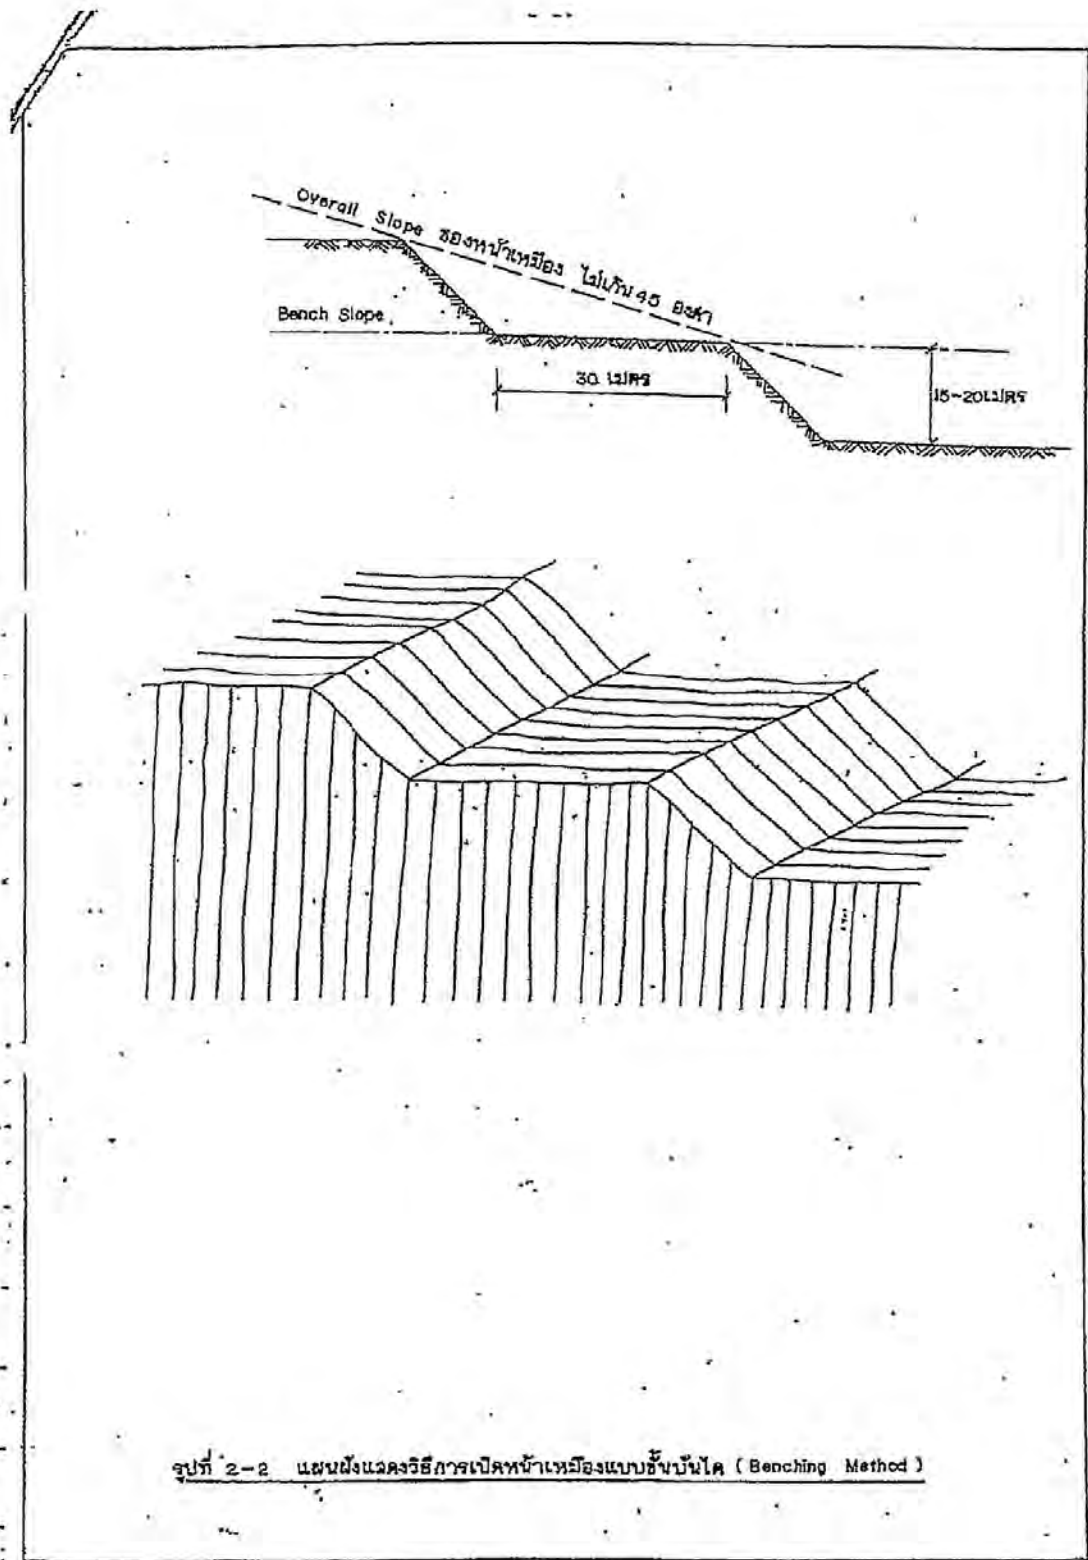 Overall Slope ของหน้าเหมือง ไม่เกิน 45 องศา
Bench Slope
30 เมตร
15-20 เมตร
รูปที่ 2-2 แผนผังแสดงวิธีการเปิดหน้าเหมืองแบบขั้นบันได ( Benching Method )